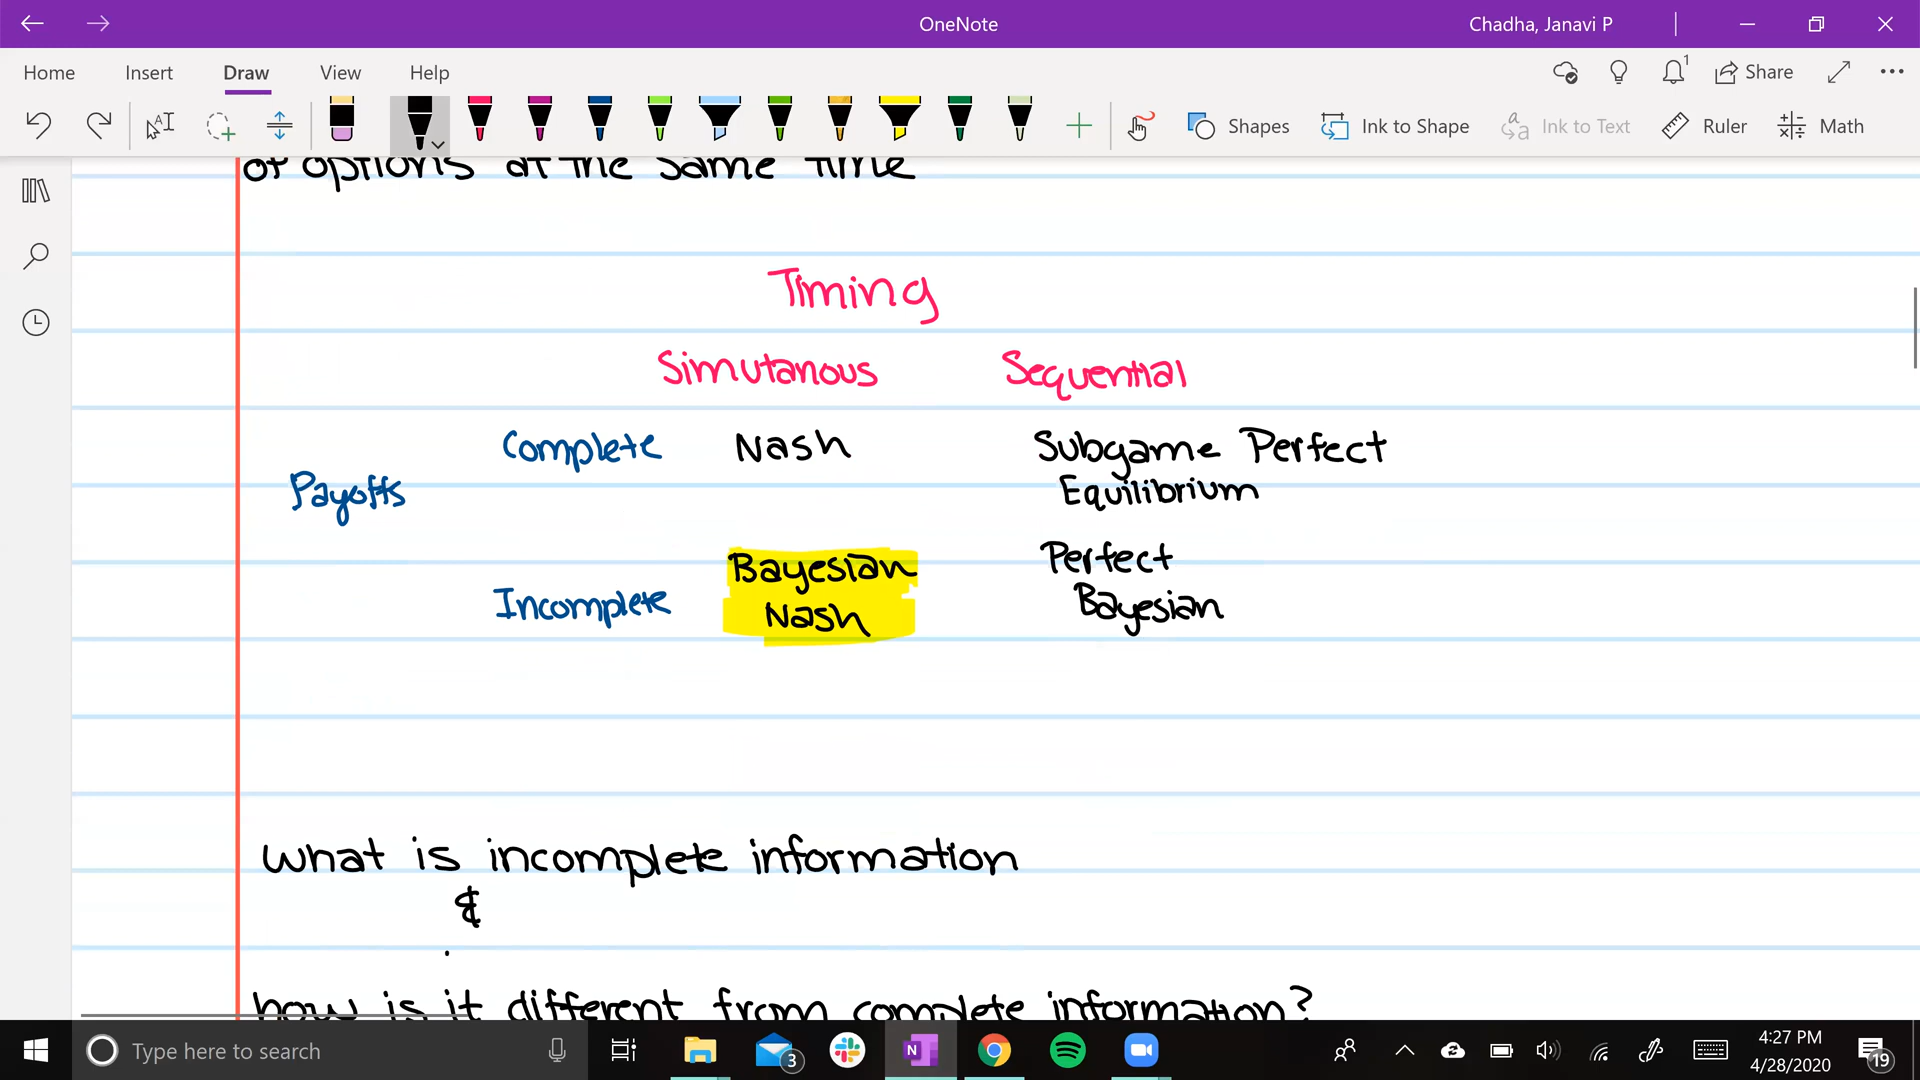 OneNote
Chadha, Janavi P
Home Insert Draw View Help
Share
Shapes Ink to Shape Ink to Text Ruler Math
of options at the same time
Timing
Simutanous Sequential
Complete Nash Subgame Perfect
Payoffs Equilibrium
Bayesian Perfect
Incomplete Nash Bayesian
What is incomplete information
&
how is it different from complete information?
Type here to search
3
4:27 PM
4/28/2020
19